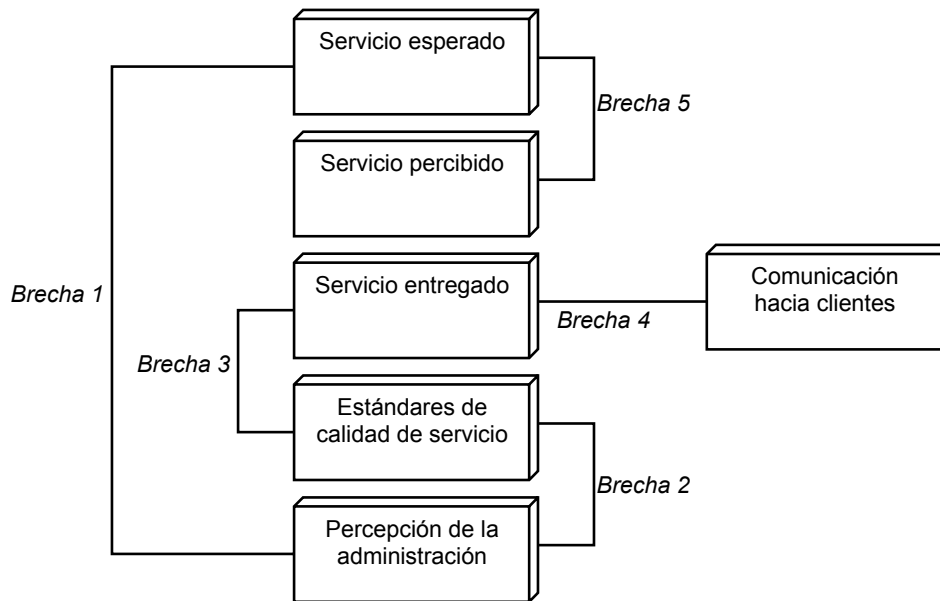 Servicio esperado
Brecha 5
Servicio percibido
Brecha 1
Servicio entregado
Comunicación
hacia clientes
Brecha 4
Brecha 3
Estándares de
calidad de servicio
Brecha 2
Percepción de la
administración